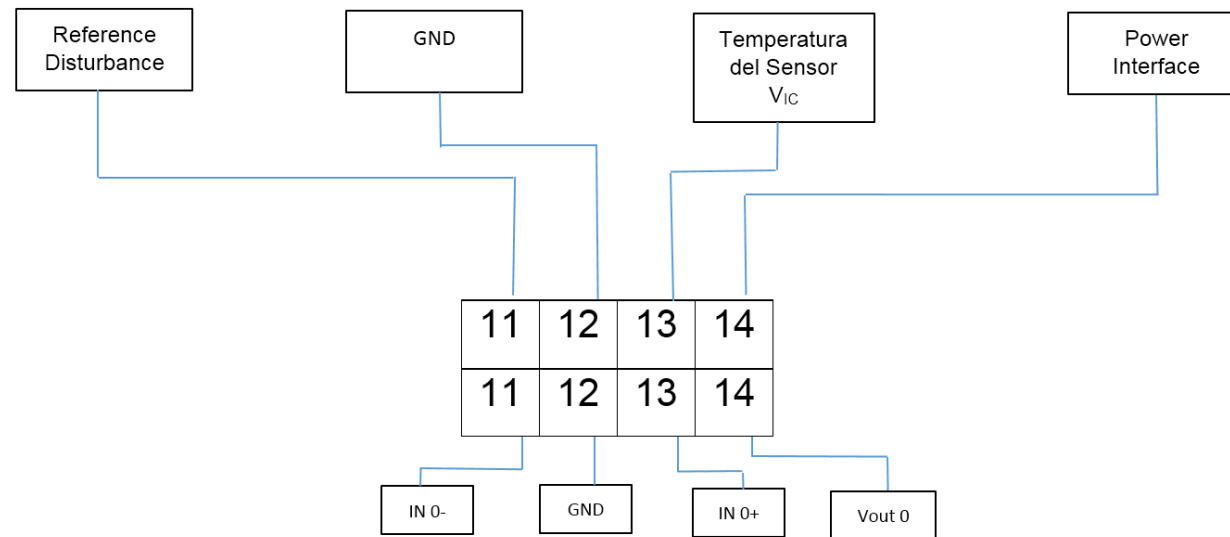 Reference
Disturbance
GND
Temperatura
del Sensor
VIC
Power
Interface
11 12 13 14
11 12 13 14
IN 0-
GND
IN 0+
Vout 0